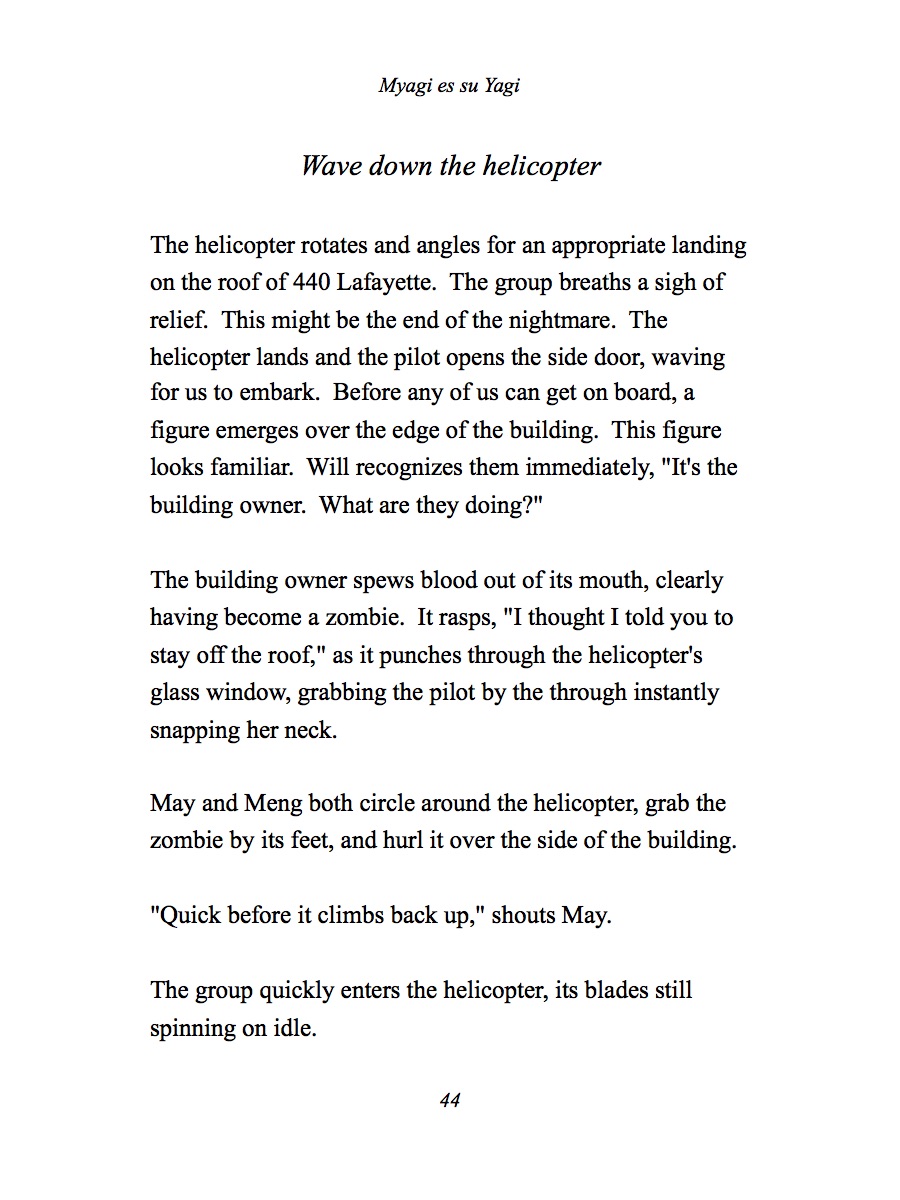 Myagi es su Yagi
Wave down the helicopter
The helicopter rotates and angles for an appropriate landing
on the roof of 440 Lafayette.  The group breaths a sigh of
relief.  This might be the end of the nightmare.  The
helicopter lands and the pilot opens the side door, waving
for us to embark.  Before any of us can get on board, a
figure emerges over the edge of the building.  This figure
looks familiar.  Will recognizes them immediately, "It's the
building owner.  What are they doing?"
The building owner spews blood out of its mouth, clearly
having become a zombie.  It rasps, "I thought I told you to
stay off the roof," as it punches through the helicopter's
glass window, grabbing the pilot by the through instantly
snapping her neck.
May and Meng both circle around the helicopter, grab the
zombie by its feet, and hurl it over the side of the building.
"Quick before it climbs back up," shouts May.
The group quickly enters the helicopter, its blades still
spinning on idle.
44